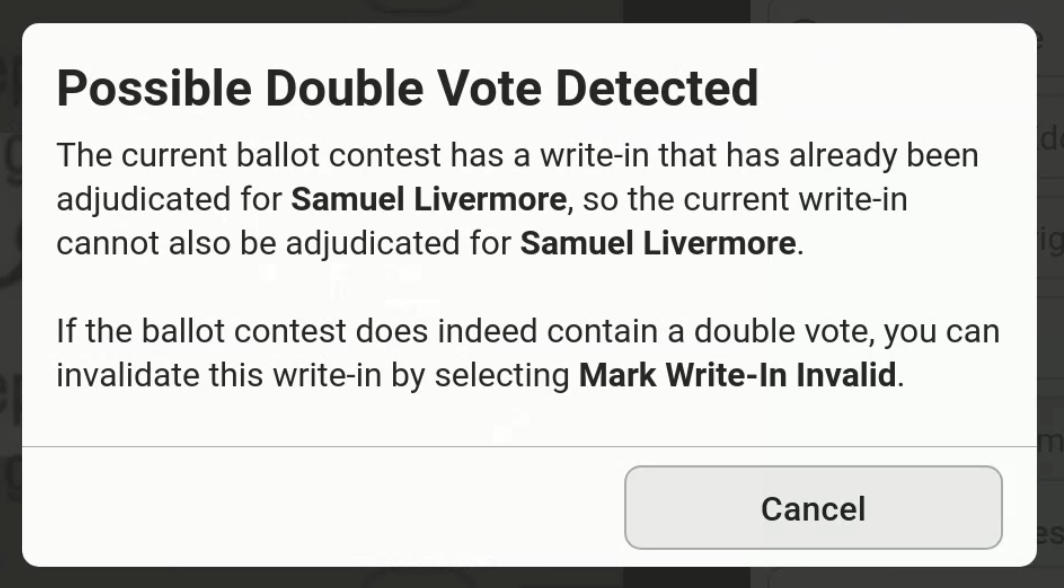 Possible Double Vote Detected
The current ballot contest has a write-in that has already been
adjudicated for Samuel Livermore, so the current write-in
cannot also be adjudicated for Samuel Livermore.
If the ballot contest does indeed contain a double vote, you can
invalidate this write-in by selecting Mark Write-In Invalid.
Cancel